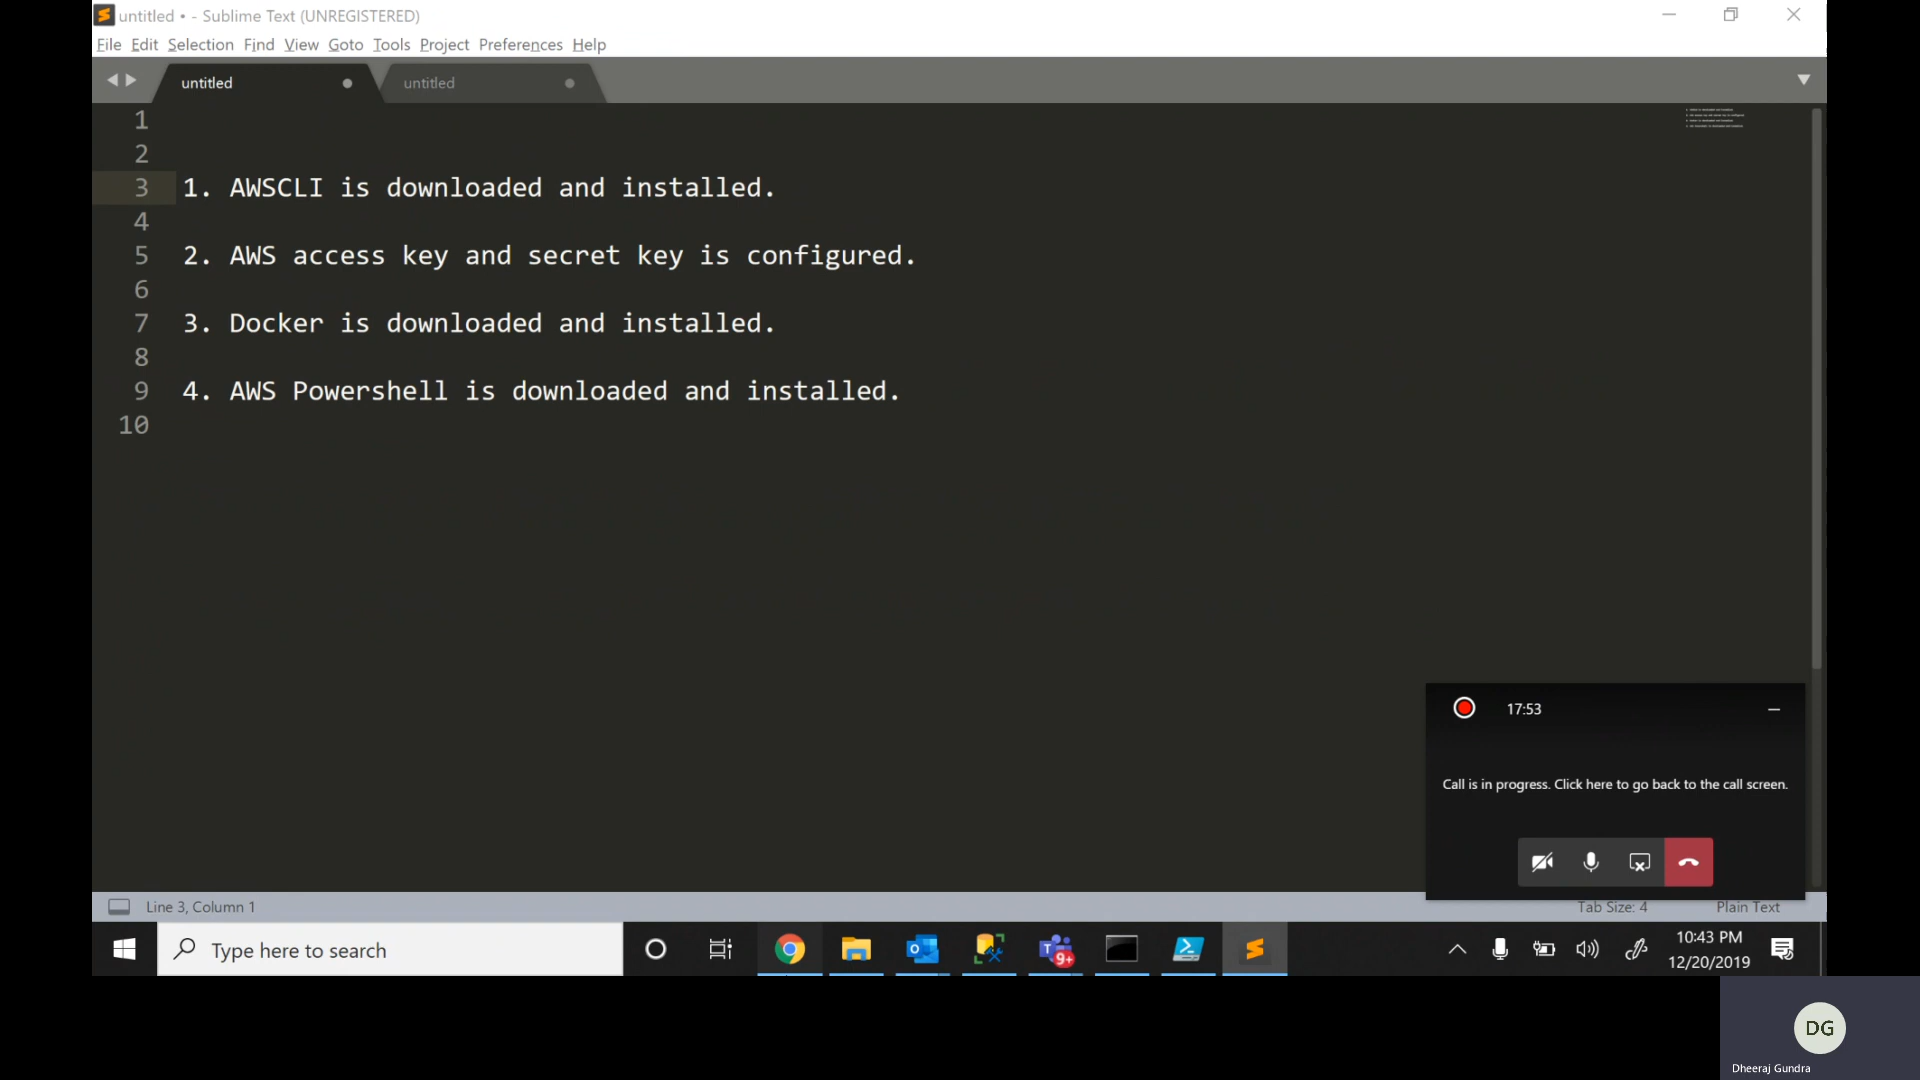 untitled • - Sublime Text (UNREGISTERED)
File Edit Selection Find View Goto Tools Project Preferences Help
untitled
untitled
1
2
3 1. AWSCLI is downloaded and installed.
4
5 2. AWS access key and secret key is configured.
6
7 3. Docker is downloaded and installed.
8
9 4. AWS Powershell is downloaded and installed.
10
17:53
Call is in progress. Click here to go back to the call screen.
Line 3, Column 1
Tab Size: 4
Plain Text
Type here to search
9+
10:43 PM
12/20/2019
DG
Dheeraj Gundra